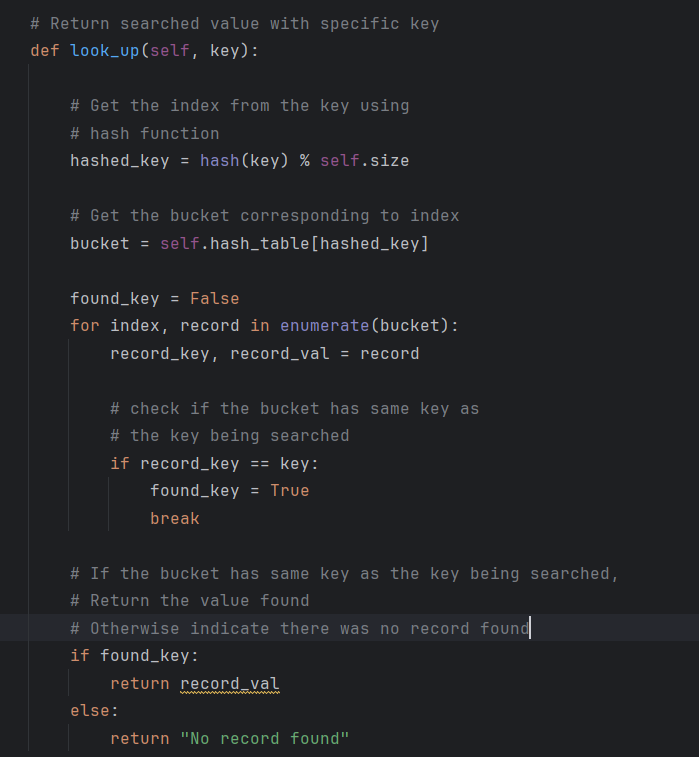 # Return searched value with specific key
def look_up(self, key):
# Get the index from the key using
# hash function
hashed_key = hash(key) % self.size
# Get the bucket corresponding to index
bucket = self.hash_table[hashed_key]
found_key = False
for index, record in enumerate(bucket):
record_key, record_val = record
# check if the bucket has same key as
# the key being searched
if record_key == key:
found_key = True
break
# If the bucket has same key as the key being searched,
# Return the value found
# Otherwise indicate there was no record found
if found_key:
return record_val
else:
return "No record found"